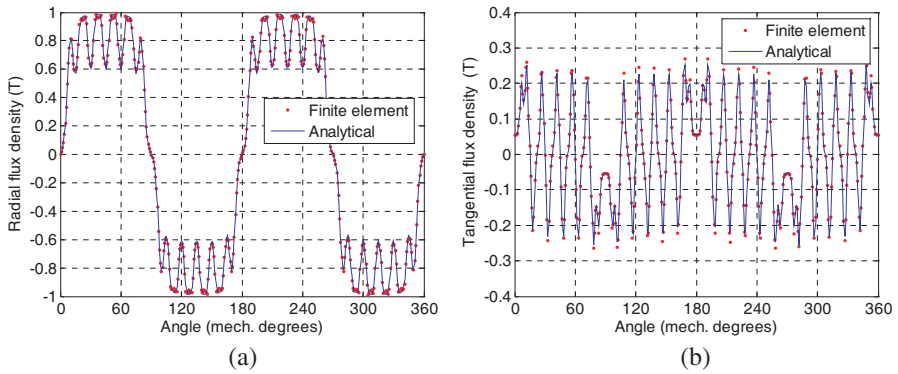 1
0.8
0.6
0.4
0.2
0
-0.2
-0.4
-0.6
-0.8
-1
Radial flux density (T)
Finite element
Analytical
0 60 120 180 240 300 360
Angle (mech. degrees)
(a)
0.4
0.3
0.2
0.1
0
-0.1
-0.2
-0.3
-0.4
Tangential flux density (T)
Finite element
Analytical
0 60 120 180 240 300 360
Angle (mech. degrees)
(b)